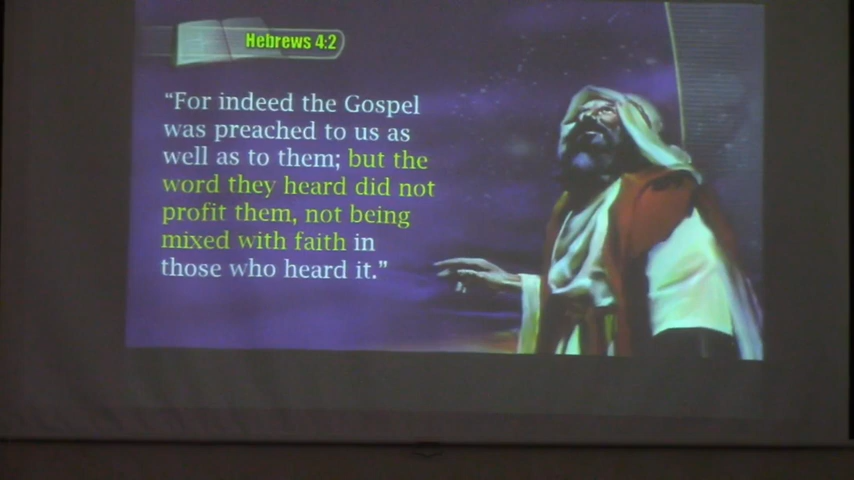 Hebrews 4:2
“For indeed the Gospel
was preached to us as
well as to them; but the
word they heard did not
profit them, not being
mixed with faith in
those who heard it.”